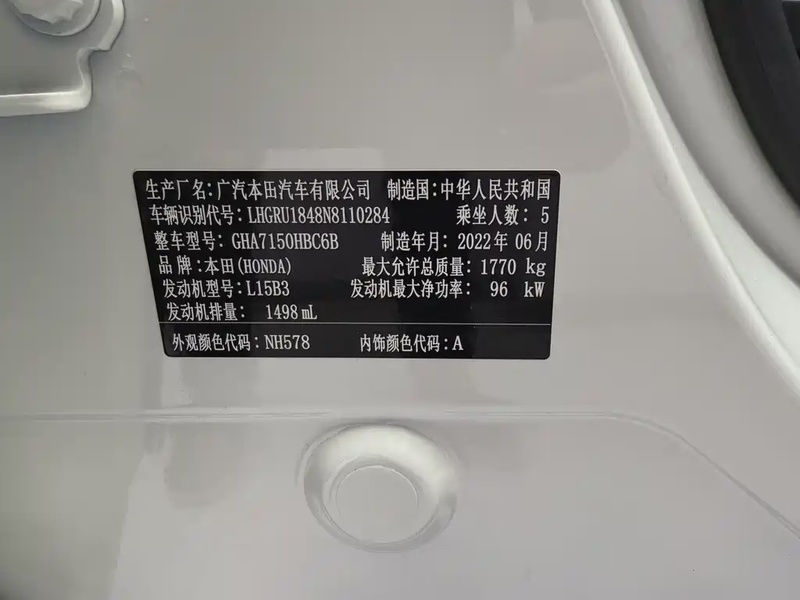 生产厂名:广汽本田汽车有限公司 制造国:中华人民共和国
车辆识别代号:LHGRU1848N8110284 乘坐人数:5
整车型号:GHA7150HBC6B 制造年月:2022年06月
品牌:本田(HONDA) 最大允许总质量:1770 kg
发动机型号:L15B3 发动机最大净功率: 96 kW
发动机排量: 1498 mL
外观颜色代码:NH578 内饰颜色代码:A